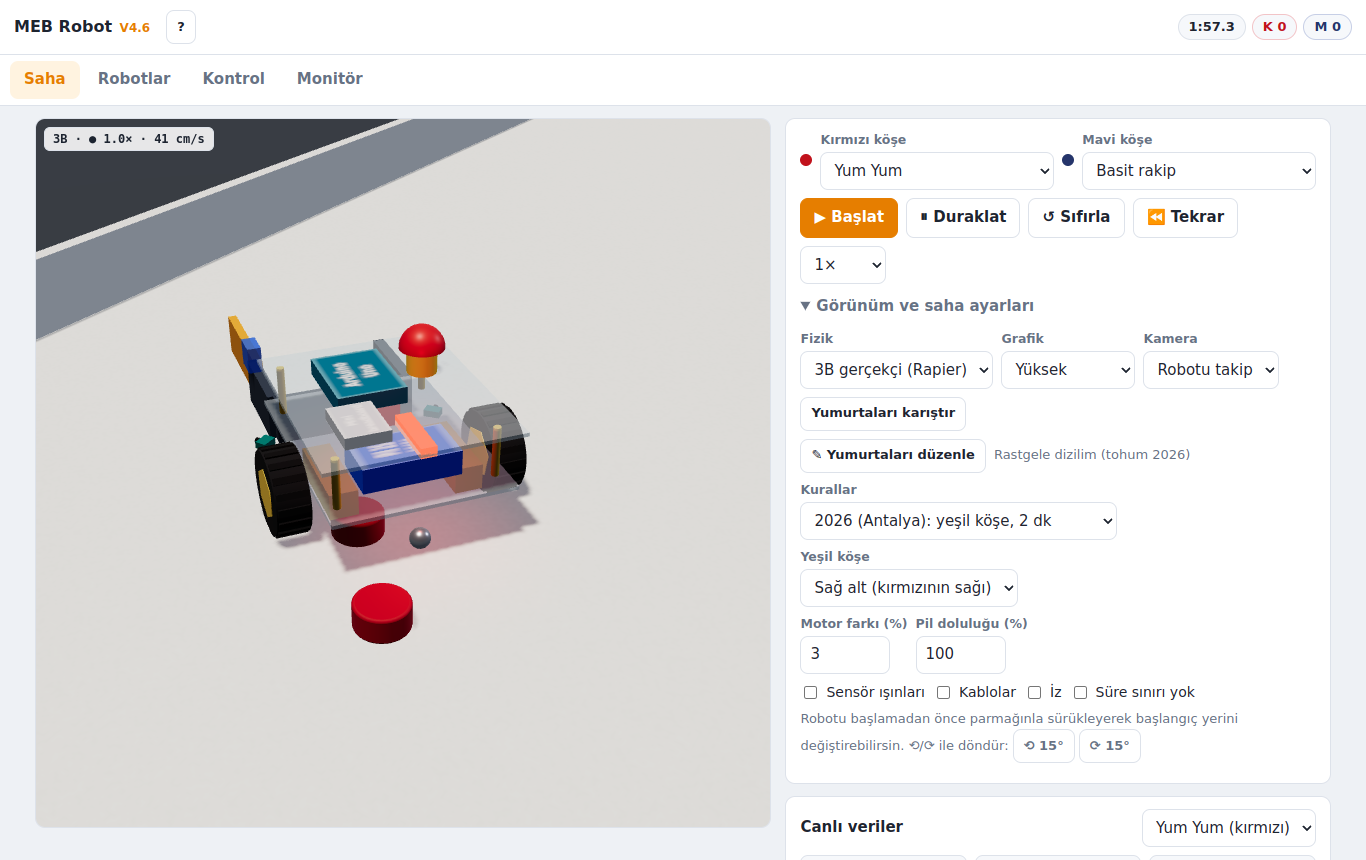 MEB Robot V4.6 ?
1:57.3 K 0 M 0
Saha Robotlar Kontrol Monitör
3B · ● 1.0× · 41 cm/s
Kırmızı köşe Mavi köşe
Yum Yum Basit rakip
▶ Başlat ⏸ Duraklat ↺ Sıfırla ⏪ Tekrar
1×
▼ Görünüm ve saha ayarları
Fizik Grafik Kamera
3B gerçekçi (Rapier) Yüksek Robotu takip
Yumurtaları karıştır
✎ Yumurtaları düzenle Rastgele dizilim (tohum 2026)
Kurallar
2026 (Antalya): yeşil köşe, 2 dk
Yeşil köşe
Sağ alt (kırmızının sağı)
Motor farkı (%) Pil doluluğu (%)
3 100
Sensör ışınları Kablolar İz Süre sınırı yok
Robotu başlamadan önce parmağınla sürükleyerek başlangıç yerini
değiştirebilirsin. ⟲/⟳ ile döndür: ⟲ 15° ⟳ 15°
Canlı veriler Yum Yum (kırmızı)